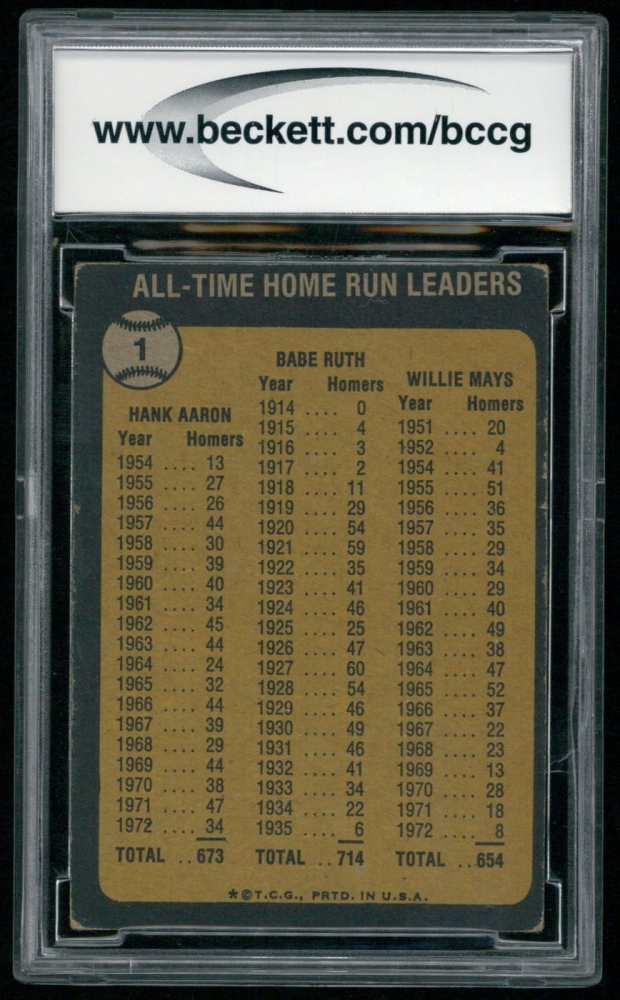 www.beckett.com/bccg
ALL-TIME HOME RUN LEADERS
1
HANK AARON
Year Homers
1954 .... 13
1955 .... 27
1956 .... 26
1957 .... 44
1958 .... 30
1959 .... 39
1960 .... 40
1961 .... 34
1962 .... 45
1963 .... 44
1964 .... 24
1965 .... 32
1966 .... 44
1967 .... 39
1968 .... 29
1969 .... 44
1970 .... 38
1971 .... 47
1972 .... 34
TOTAL .. 673
BABE RUTH
Year Homers
1914 .... 0
1915 .... 4
1916 .... 3
1917 .... 2
1918 .... 11
1919 .... 29
1920 .... 54
1921 .... 59
1922 .... 35
1923 .... 41
1924 .... 46
1925 .... 25
1926 .... 47
1927 .... 60
1928 .... 54
1929 .... 46
1930 .... 49
1931 .... 46
1932 .... 41
1933 .... 34
1934 .... 22
1935 .... 6
TOTAL .. 714
WILLIE MAYS
Year Homers
1951 .... 20
1952 .... 4
1954 .... 41
1955 .... 51
1956 .... 36
1957 .... 35
1958 .... 29
1959 .... 34
1960 .... 29
1961 .... 40
1962 .... 49
1963 .... 38
1964 .... 47
1965 .... 52
1966 .... 37
1967 .... 22
1968 .... 23
1969 .... 13
1970 .... 28
1971 .... 18
1972 .... 8
TOTAL .. 654
*©T.C.G., PRTD. IN U.S.A.